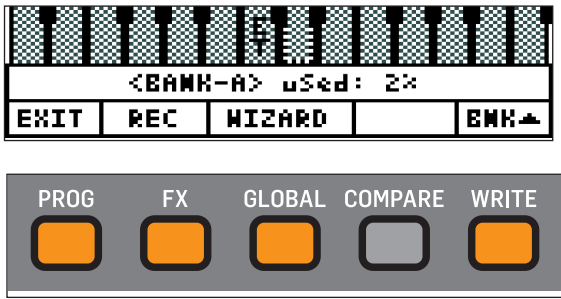 <BANK-A> uSed: 2%
EXIT REC WIZARD BNK▲
PROG FX GLOBAL COMPARE WRITE